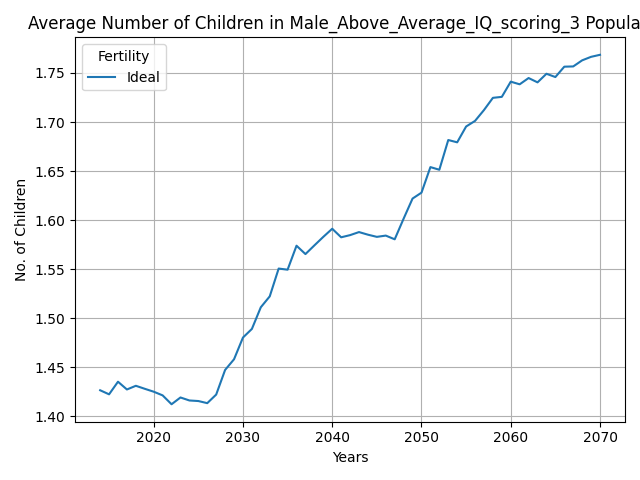 Average Number of Children in Male_Above_Average_IQ_scoring_3 Popula
Fertility
Ideal
1.75
1.70
1.65
1.60
1.55
1.50
1.45
1.40
No. of Children
2020 2030 2040 2050 2060 2070
Years